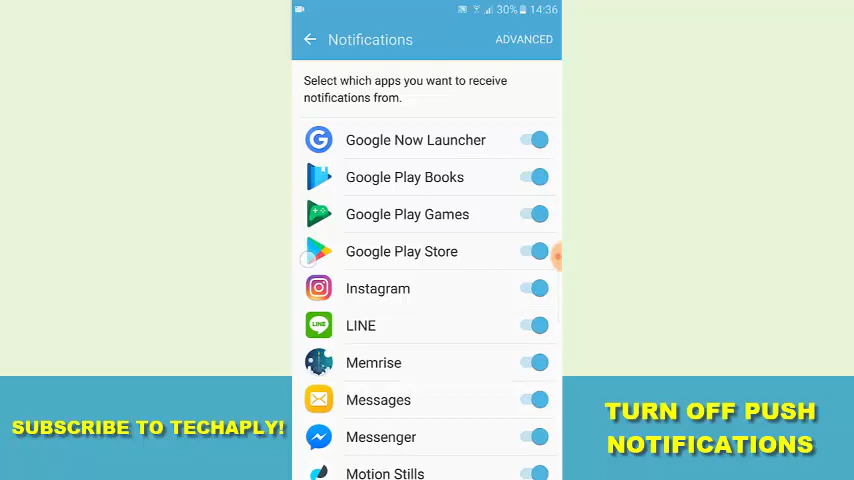 30% 14:36
Notifications ADVANCED
Select which apps you want to receive
notifications from.
Google Now Launcher
Google Play Books
Google Play Games
Google Play Store
Instagram
LINE
LINE
Memrise
Messages
Messenger
Motion Stills
SUBSCRIBE TO TECHAPLY!
TURN OFF PUSH
NOTIFICATIONS